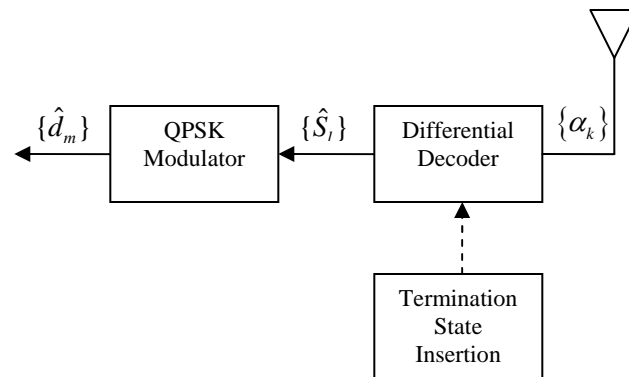 {d̂_m}
QPSK
Modulator
{Ŝ_l}
Differential
Decoder
{α_k}
Termination
State
Insertion